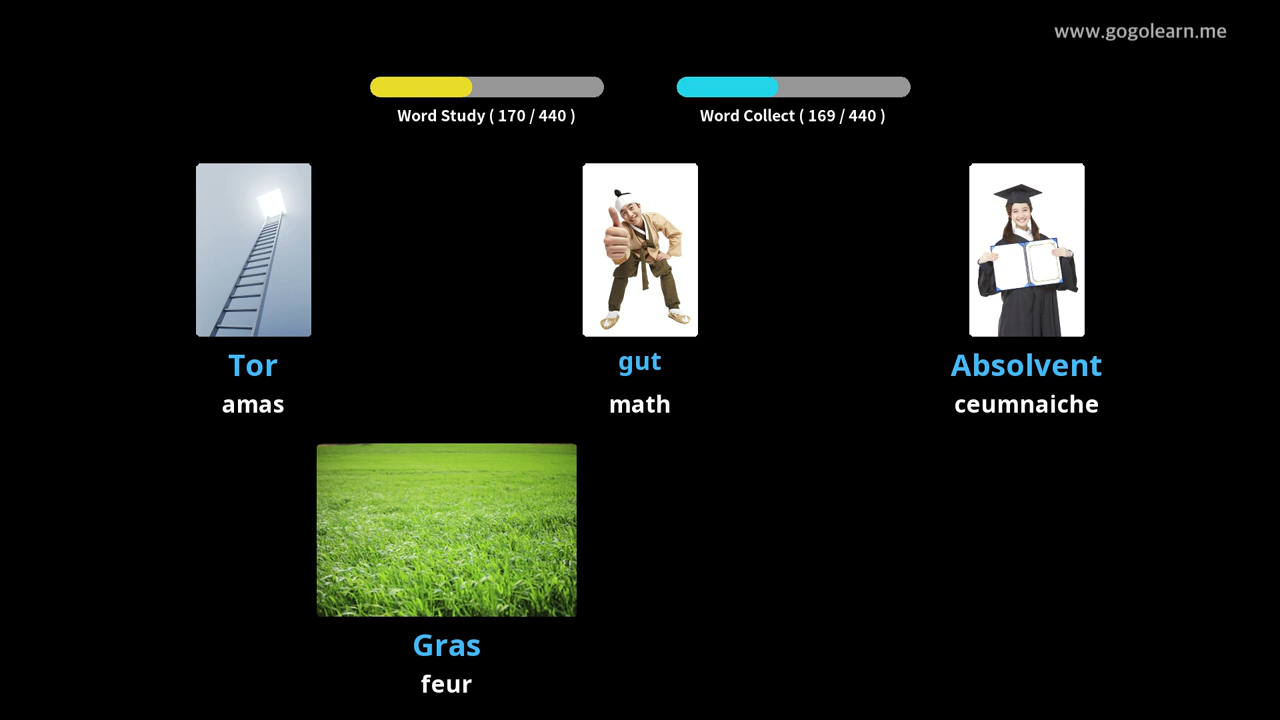 www.gogolearn.me
Word Study ( 170 / 440 )
Word Collect ( 169 / 440 )
Tor
amas
gut
math
Absolvent
ceumnaiche
Gras
feur